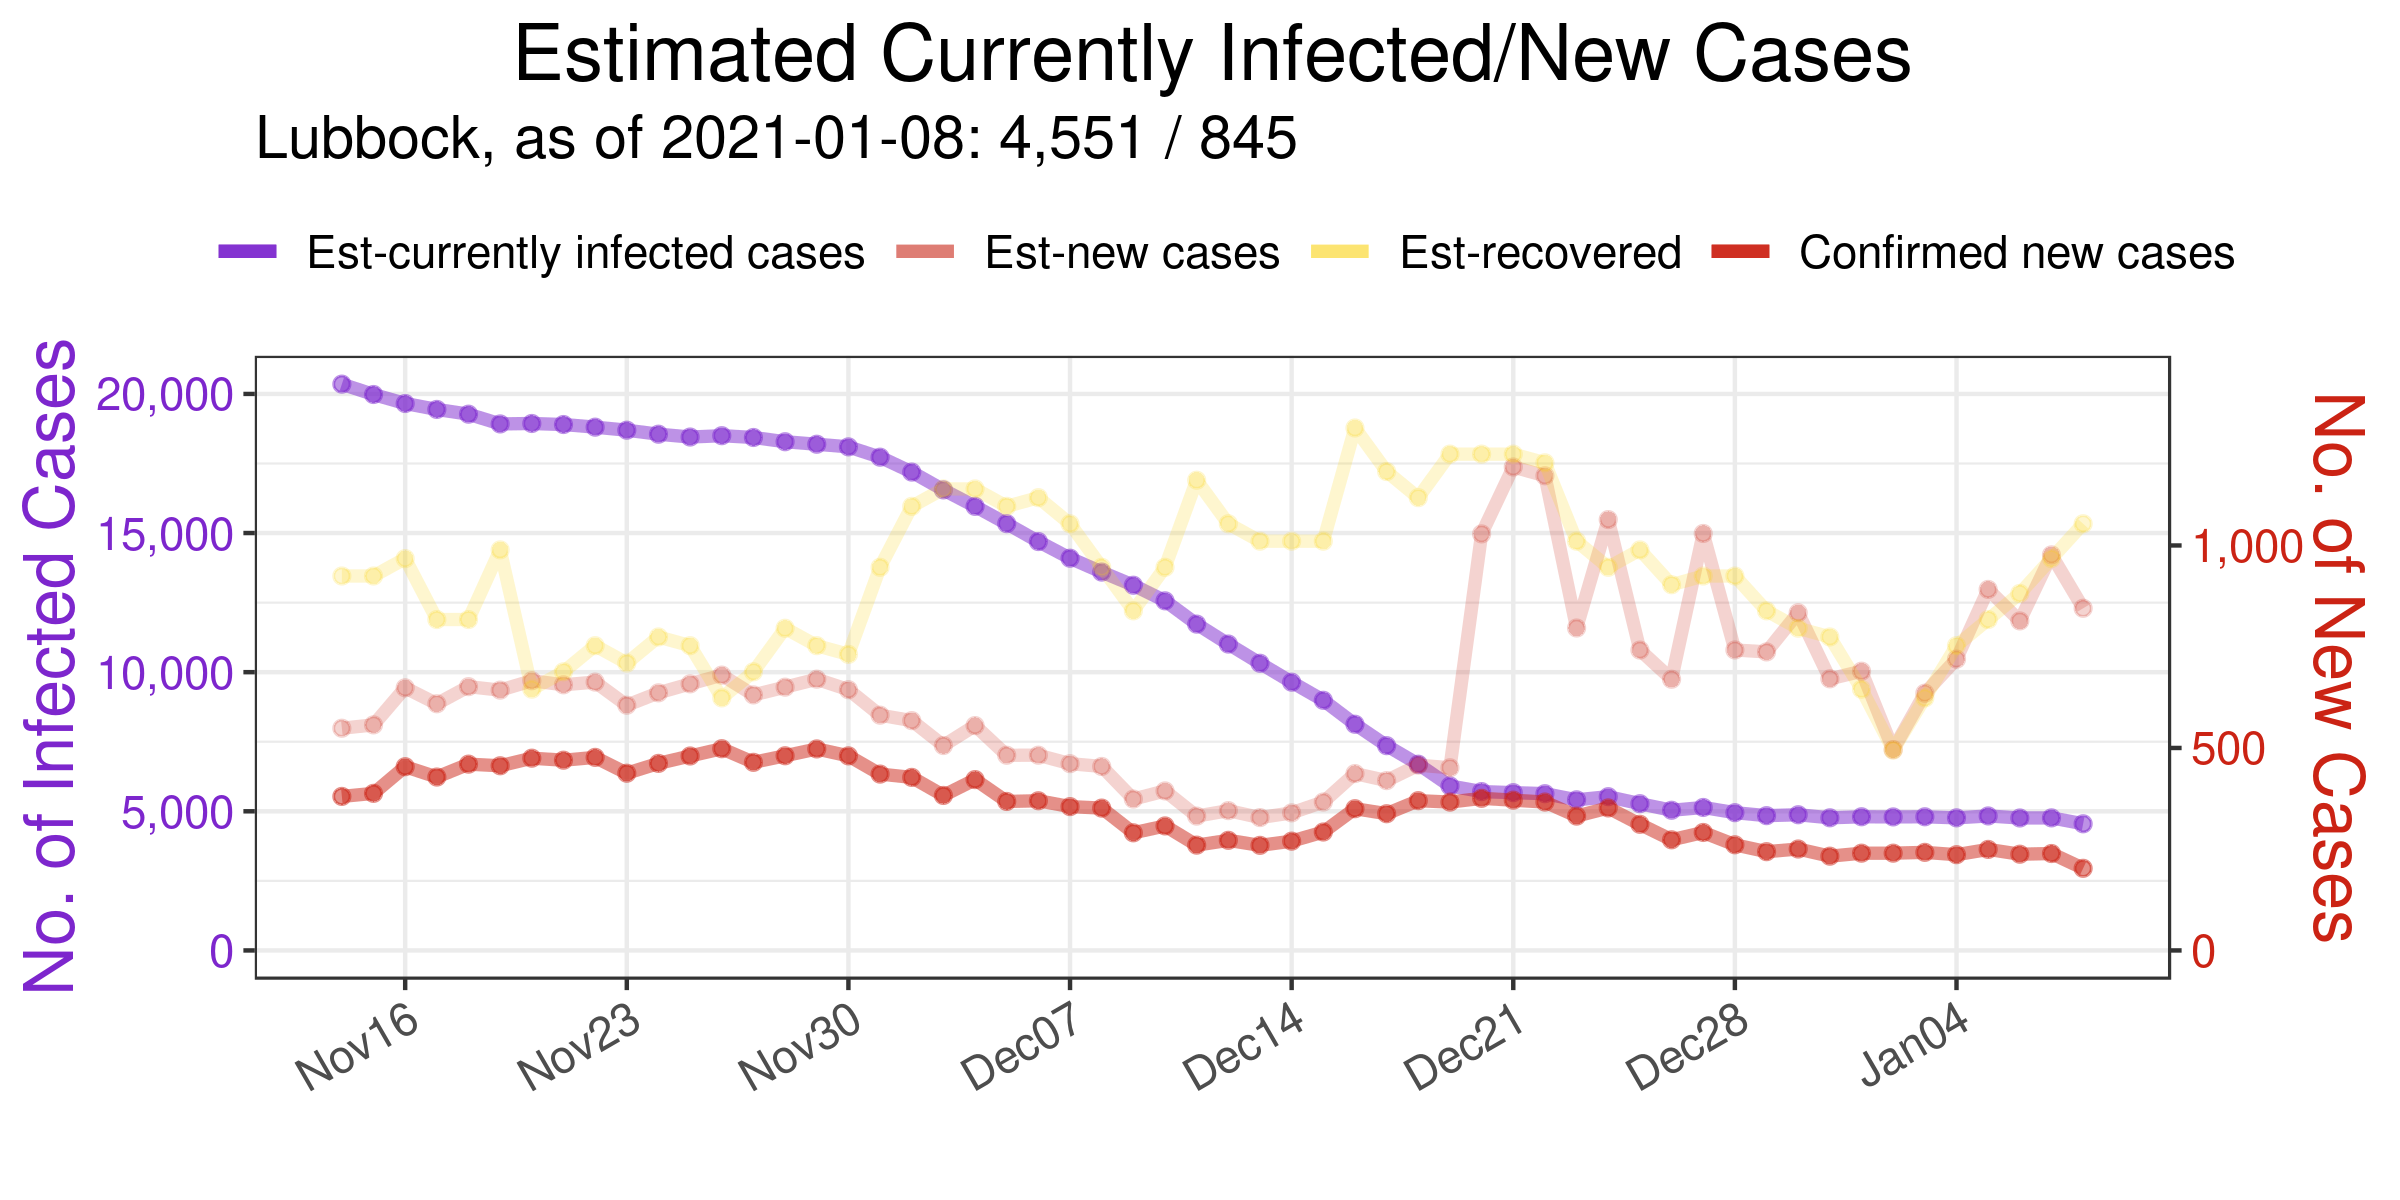 Estimated Currently Infected/New Cases
Lubbock, as of 2021-01-08: 4,551 / 845
Est-currently infected cases Est-new cases Est-recovered Confirmed new cases
No. of Infected Cases
20,000
15,000
10,000
5,000
0
No. of New Cases
1,000
500
0
Nov16 Nov23 Nov30 Dec07 Dec14 Dec21 Dec28 Jan04